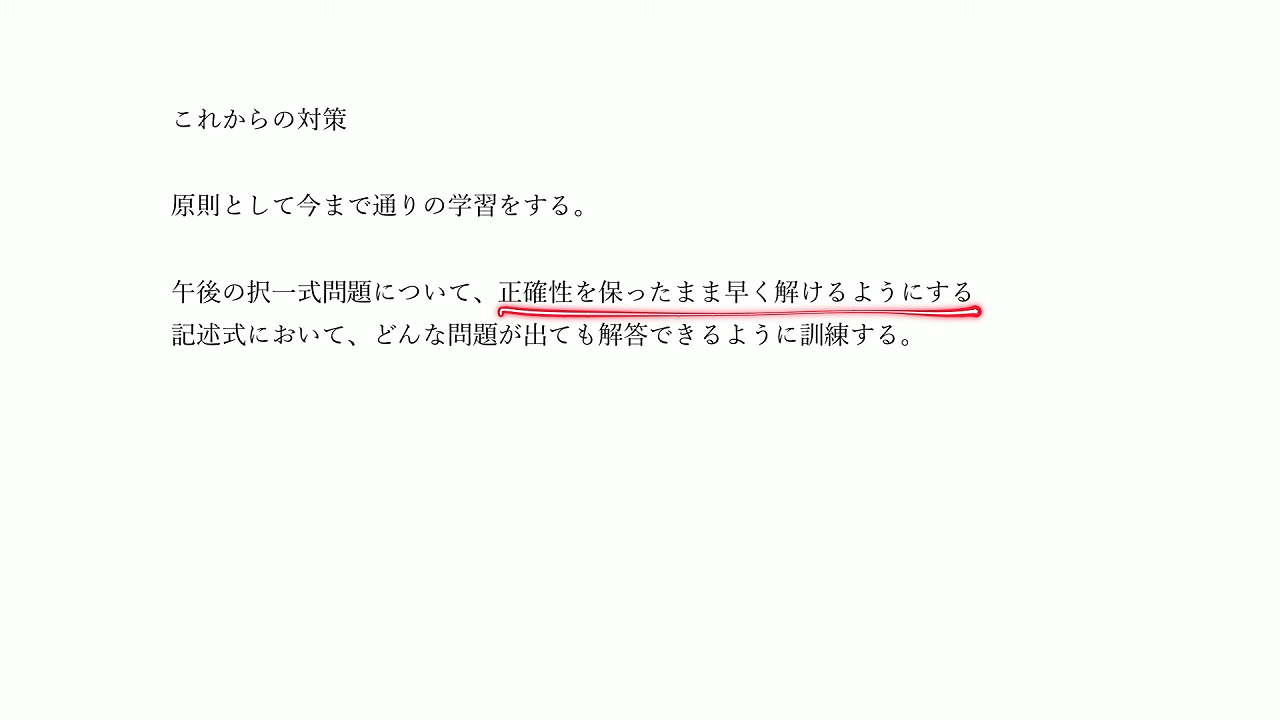 これからの対策
原則として今まで通りの学習をする。
午後の択一式問題について、正確性を保ったまま早く解けるようにする
記述式において、どんな問題が出ても解答できるように訓練する。